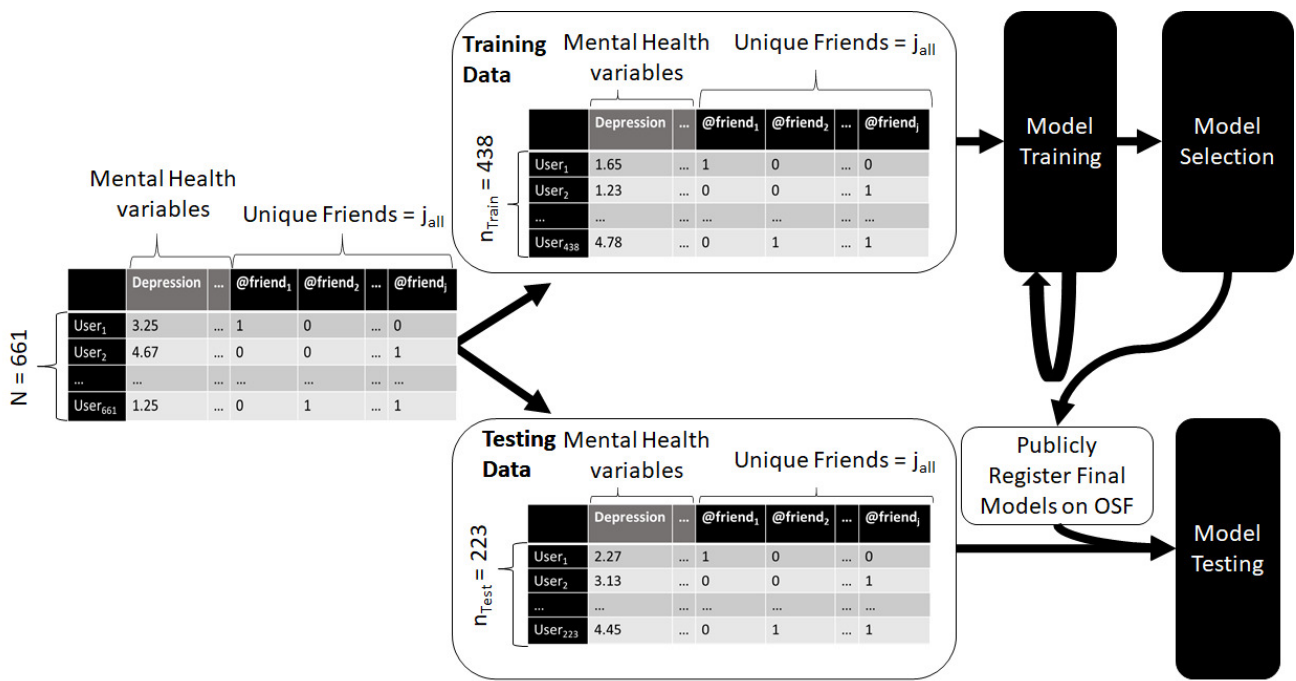 Mental Health
variables
Unique Friends = jall
N = 661
Depression ... @friend1 @friend2 ... @friendj
User1 3.25 ... 1 0 ... 0
User2 4.67 ... 0 0 ... 1
... ... ... ... ... ...
User661 1.25 ... 0 1 ... 1
Training
Data
Mental Health
variables
Unique Friends = jall
nTrain = 438
Depression ... @friend1 @friend2 ... @friendj
User1 1.65 ... 1 0 ... 0
User2 1.23 ... 0 0 ... 1
... ... ... ... ... ... ...
User438 4.78 ... 0 1 ... 1
Testing
Data
Mental Health
variables
Unique Friends = jall
nTest = 223
Depression ... @friend1 @friend2 ... @friendj
User1 2.27 ... 1 0 ... 0
User2 3.13 ... 0 0 ... 1
... ... ... ... ... ... ...
User223 4.45 ... 0 1 ... 1
Model
Training
Model
Selection
Publicly
Register Final
Models on OSF
Model
Testing